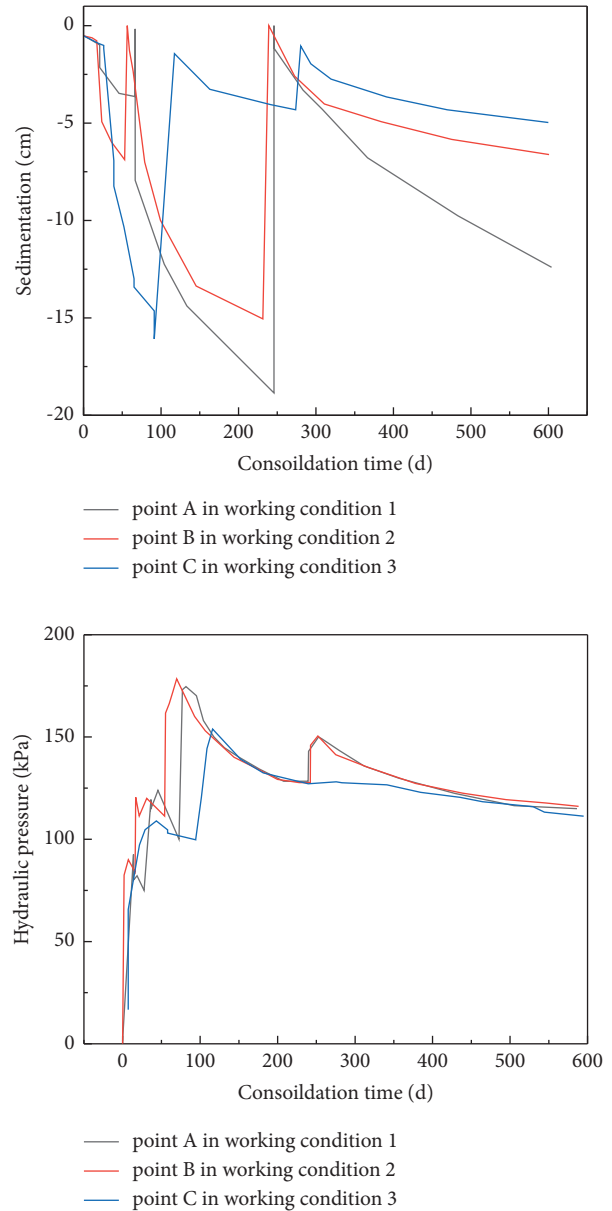 0
-5
-10
-15
-20
Sedimentation (cm)
0 100 200 300 400 500 600
Consoildation time (d)
point A in working condition 1
point B in working condition 2
point C in working condition 3
200
150
100
50
0
Hydraulic pressure (kPa)
0 100 200 300 400 500 600
Consoildation time (d)
point A in working condition 1
point B in working condition 2
point C in working condition 3